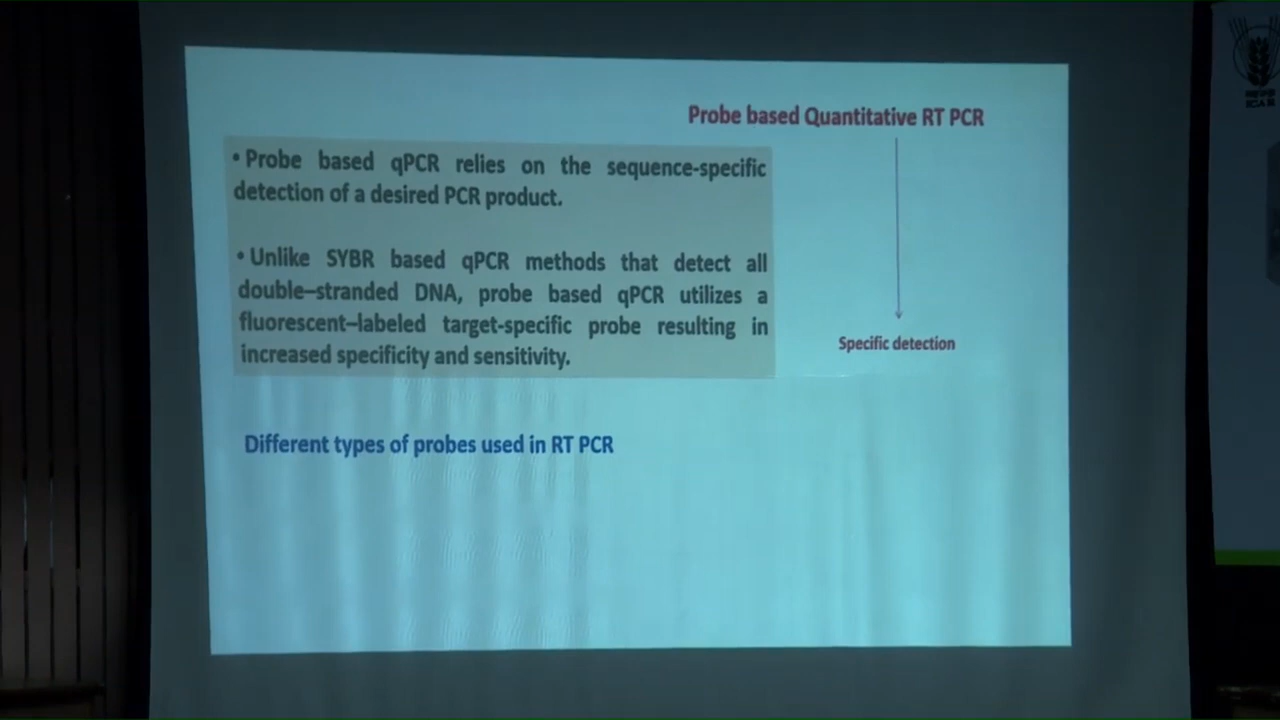 Probe based Quantitative RT PCR
• Probe based qPCR relies on the sequence-specific
detection of a desired PCR product.
• Unlike SYBR based qPCR methods that detect all
double–stranded DNA, probe based qPCR utilizes a
fluorescent–labeled target-specific probe resulting in
increased specificity and sensitivity.
Specific detection
Different types of probes used in RT PCR